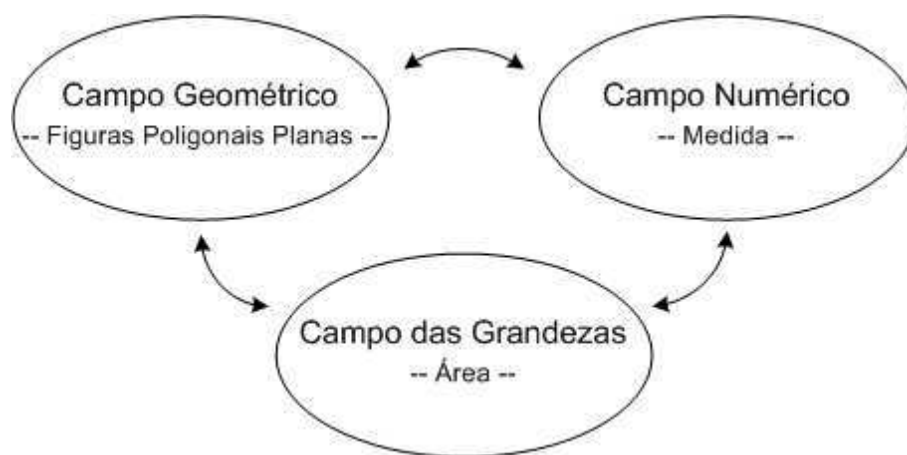 Campo Geométrico
-- Figuras Poligonais Planas --
Campo Numérico
-- Medida --
Campo das Grandezas
-- Área --